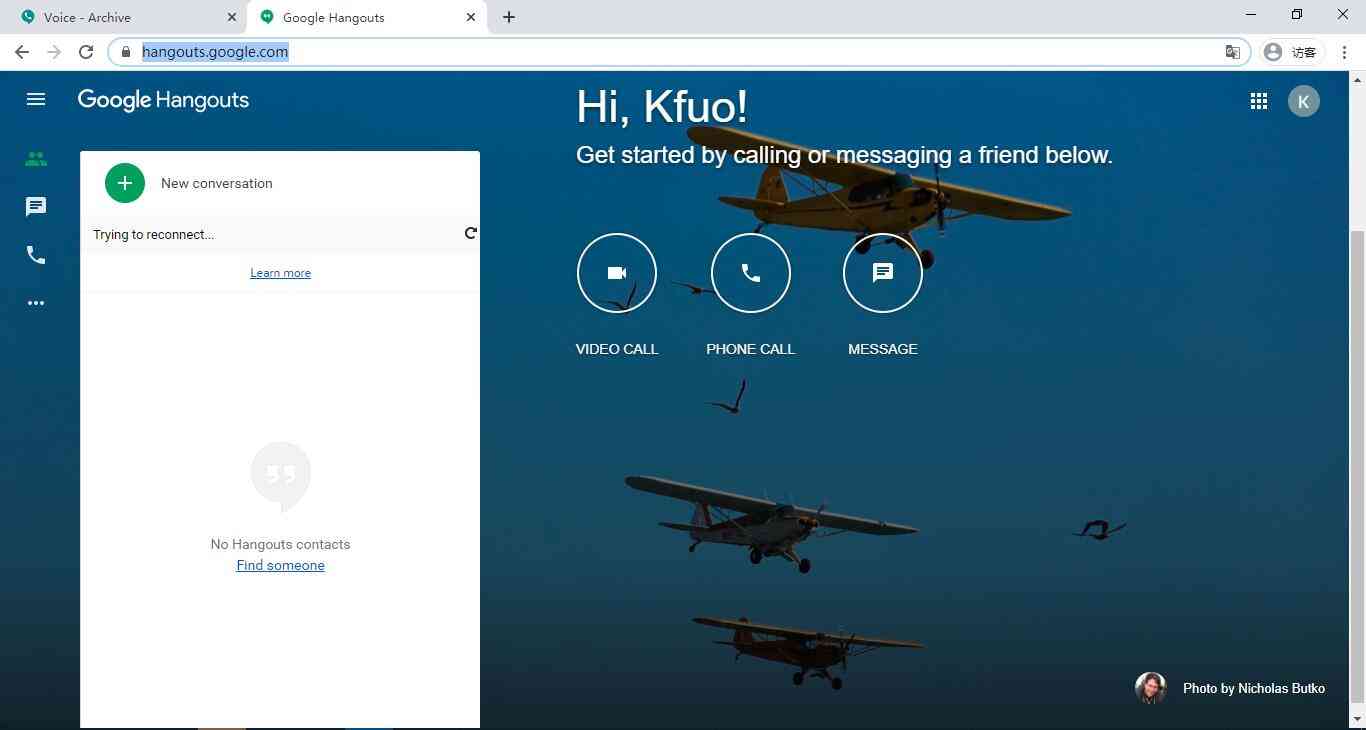 Voice - Archive
Google Hangouts
hangouts.google.com
访客
Google Hangouts
Hi, Kfuo!
K
Get started by calling or messaging a friend below.
New conversation
Trying to reconnect...
Learn more
VIDEO CALL
PHONE CALL
MESSAGE
No Hangouts contacts
Find someone
Photo by Nicholas Butko